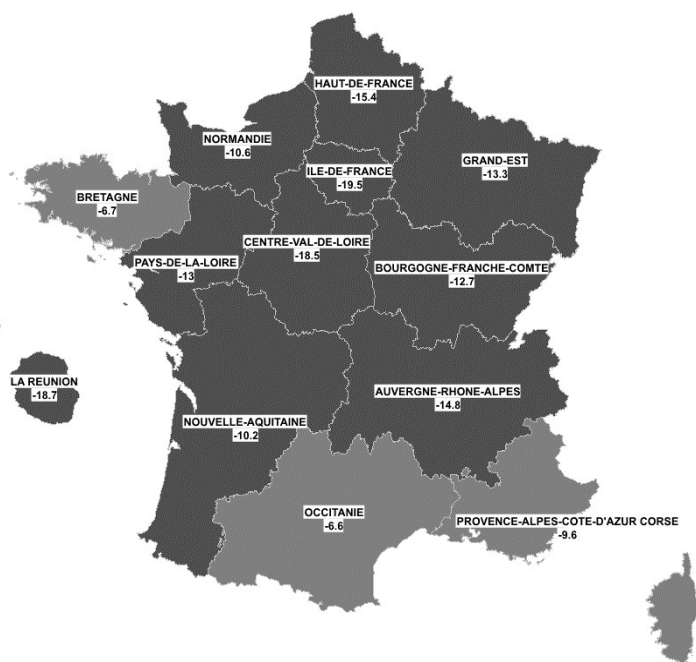 HAUT-DE-FRANCE
-15.4
NORMANDIE
-10.6
ILE-DE-FRANCE
-19.5
GRAND-EST
-13.3
BRETAGNE
-6.7
CENTRE-VAL-DE-LOIRE
-18.5
PAYS-DE-LA-LOIRE
-13
BOURGOGNE-FRANCHE-COMTE
-12.7
LA REUNION
-18.7
AUVERGNE-RHONE-ALPES
-14.8
NOUVELLE-AQUITAINE
-10.2
OCCITANIE
-6.6
PROVENCE-ALPES-COTE-D'AZUR CORSE
-9.6